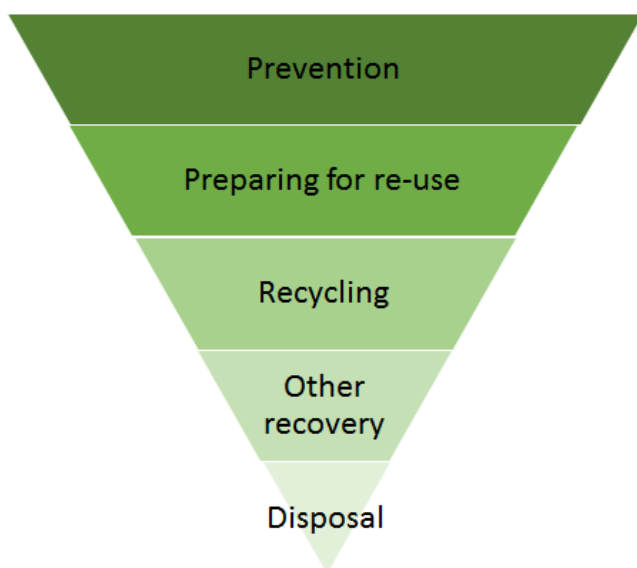 Prevention
Preparing for re-use
Recycling
Other
recovery
Disposal